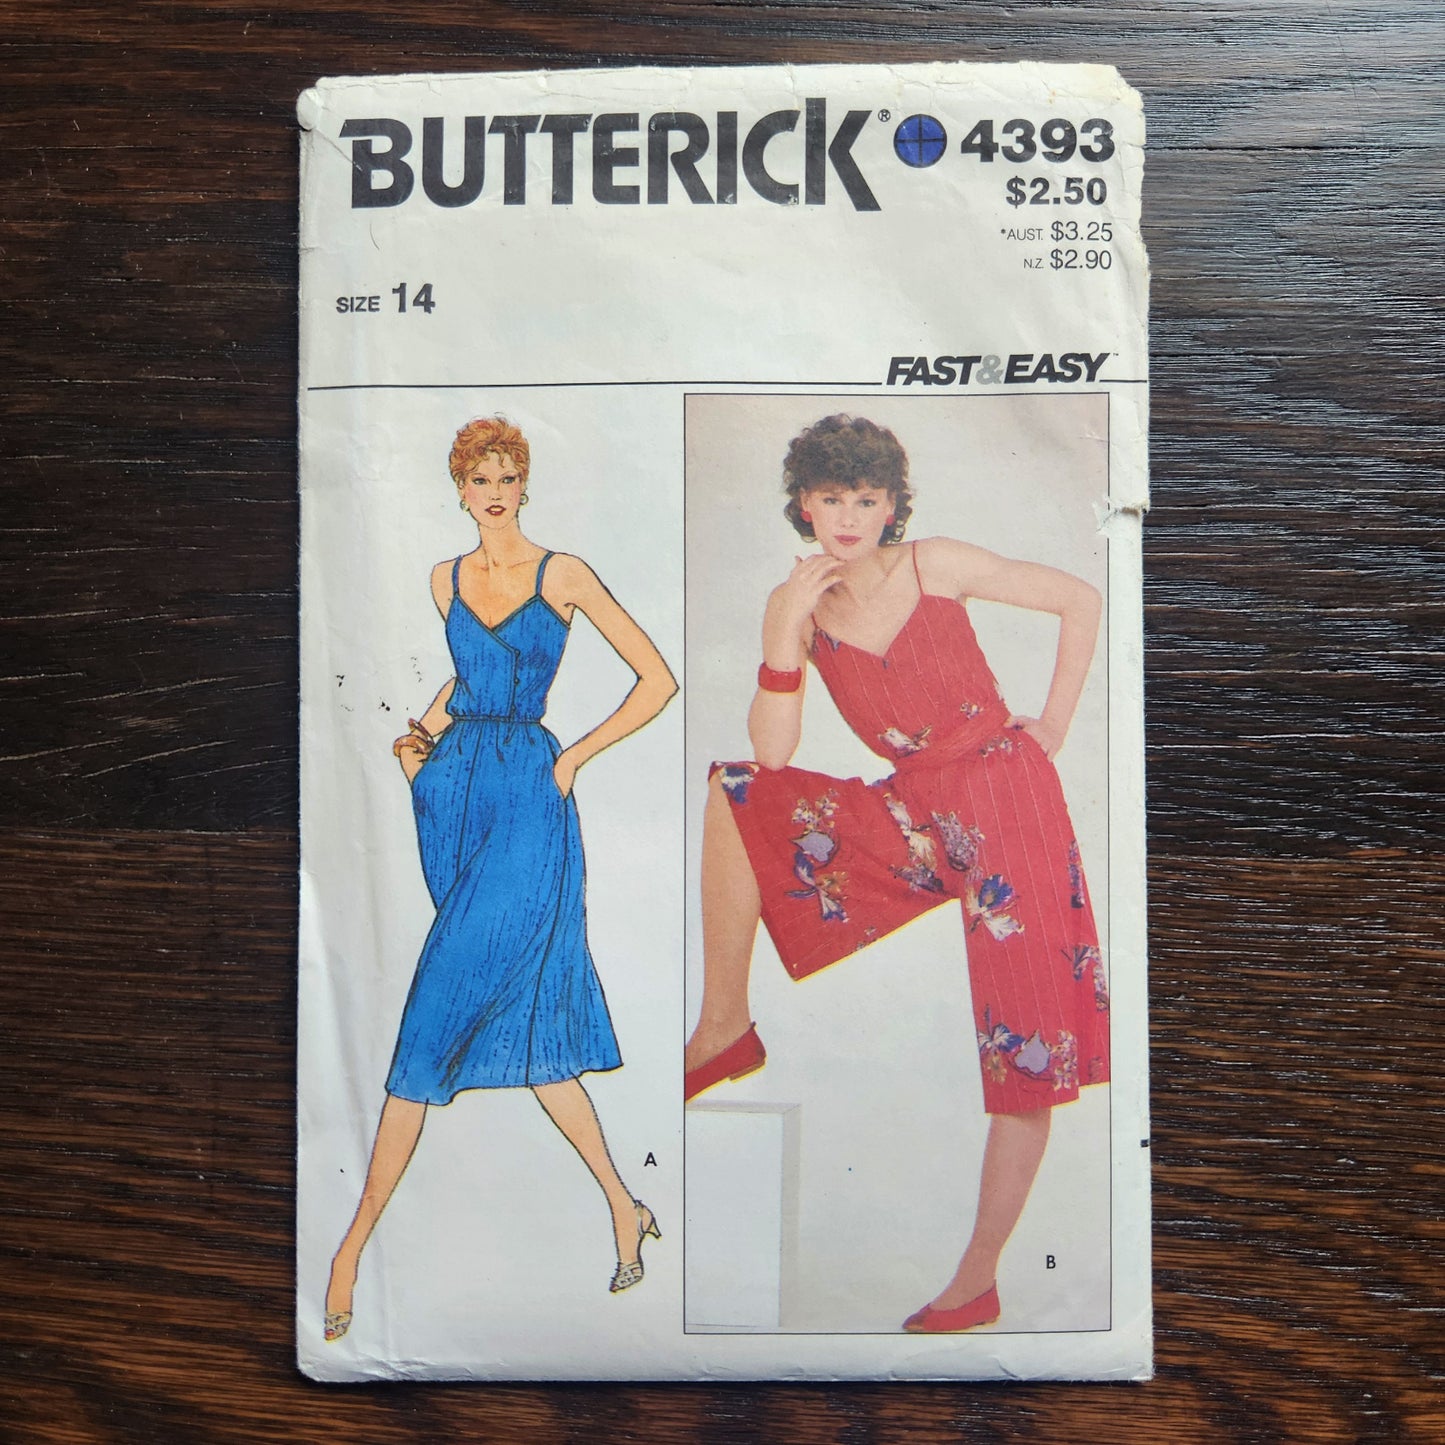 BUTTERICK® 4393
$2.50
*AUST. $3.25
N.Z. $2.90
SIZE 14
FAST&EASY™
A
B